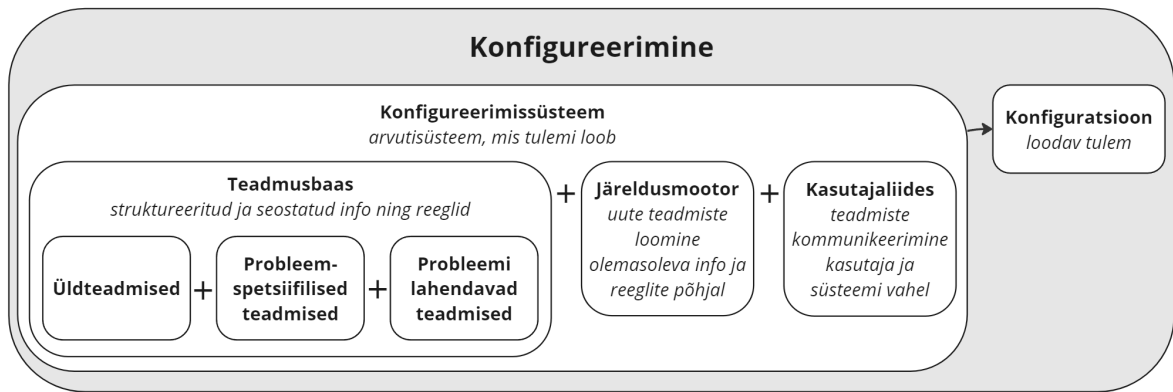 Konfigureerimine
Konfigureerimissüsteem
arvutisüsteem, mis tulemi loob
Teadmusbaas
struktureeritud ja seostatud info ning reeglid
Üldteadmised
+
Probleem-
spetsiifilised
teadmised
+
Probleemi
lahendavad
teadmised
+
Järeldusmootor
uute teadmiste
loomine
olemasoleva info ja
reeglite põhjal
+
Kasutajaliides
teadmiste
kommunikeerimine
kasutaja ja
süsteemi vahel
Konfiguratsioon
loodav tulem